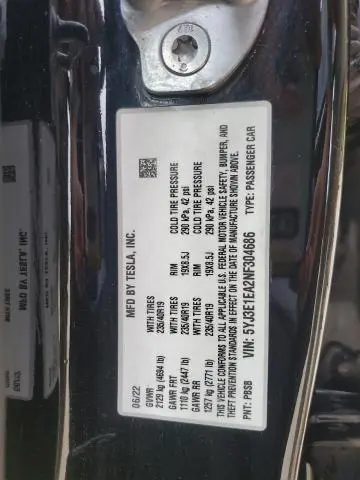 MFD BY TESLA, INC.
06/22
GVWR
2129 kg (4694 lb)
WITH TIRES
235/40R19
RIM
19X8.5J
COLD TIRE PRESSURE
290 kPa, 42 psi
GAWR FRT
1110 kg (2447 lb)
WITH TIRES
235/40R19
RIM
19X8.5J
COLD TIRE PRESSURE
290 kPa, 42 psi
GAWR RR
1257 kg (2771 lb)
WITH TIRES
235/40R19
RIM
19X8.5J
COLD TIRE PRESSURE
290 kPa, 42 psi
THIS VEHICLE CONFORMS TO ALL APPLICABLE U.S. FEDERAL MOTOR VEHICLE SAFETY, BUMPER, AND
THEFT PREVENTION STANDARDS IN EFFECT ON THE DATE OF MANUFACTURE SHOWN ABOVE.
PNT: PBSB
VIN: 5YJ3E1EA2NF304686
TYPE: PASSENGER CAR